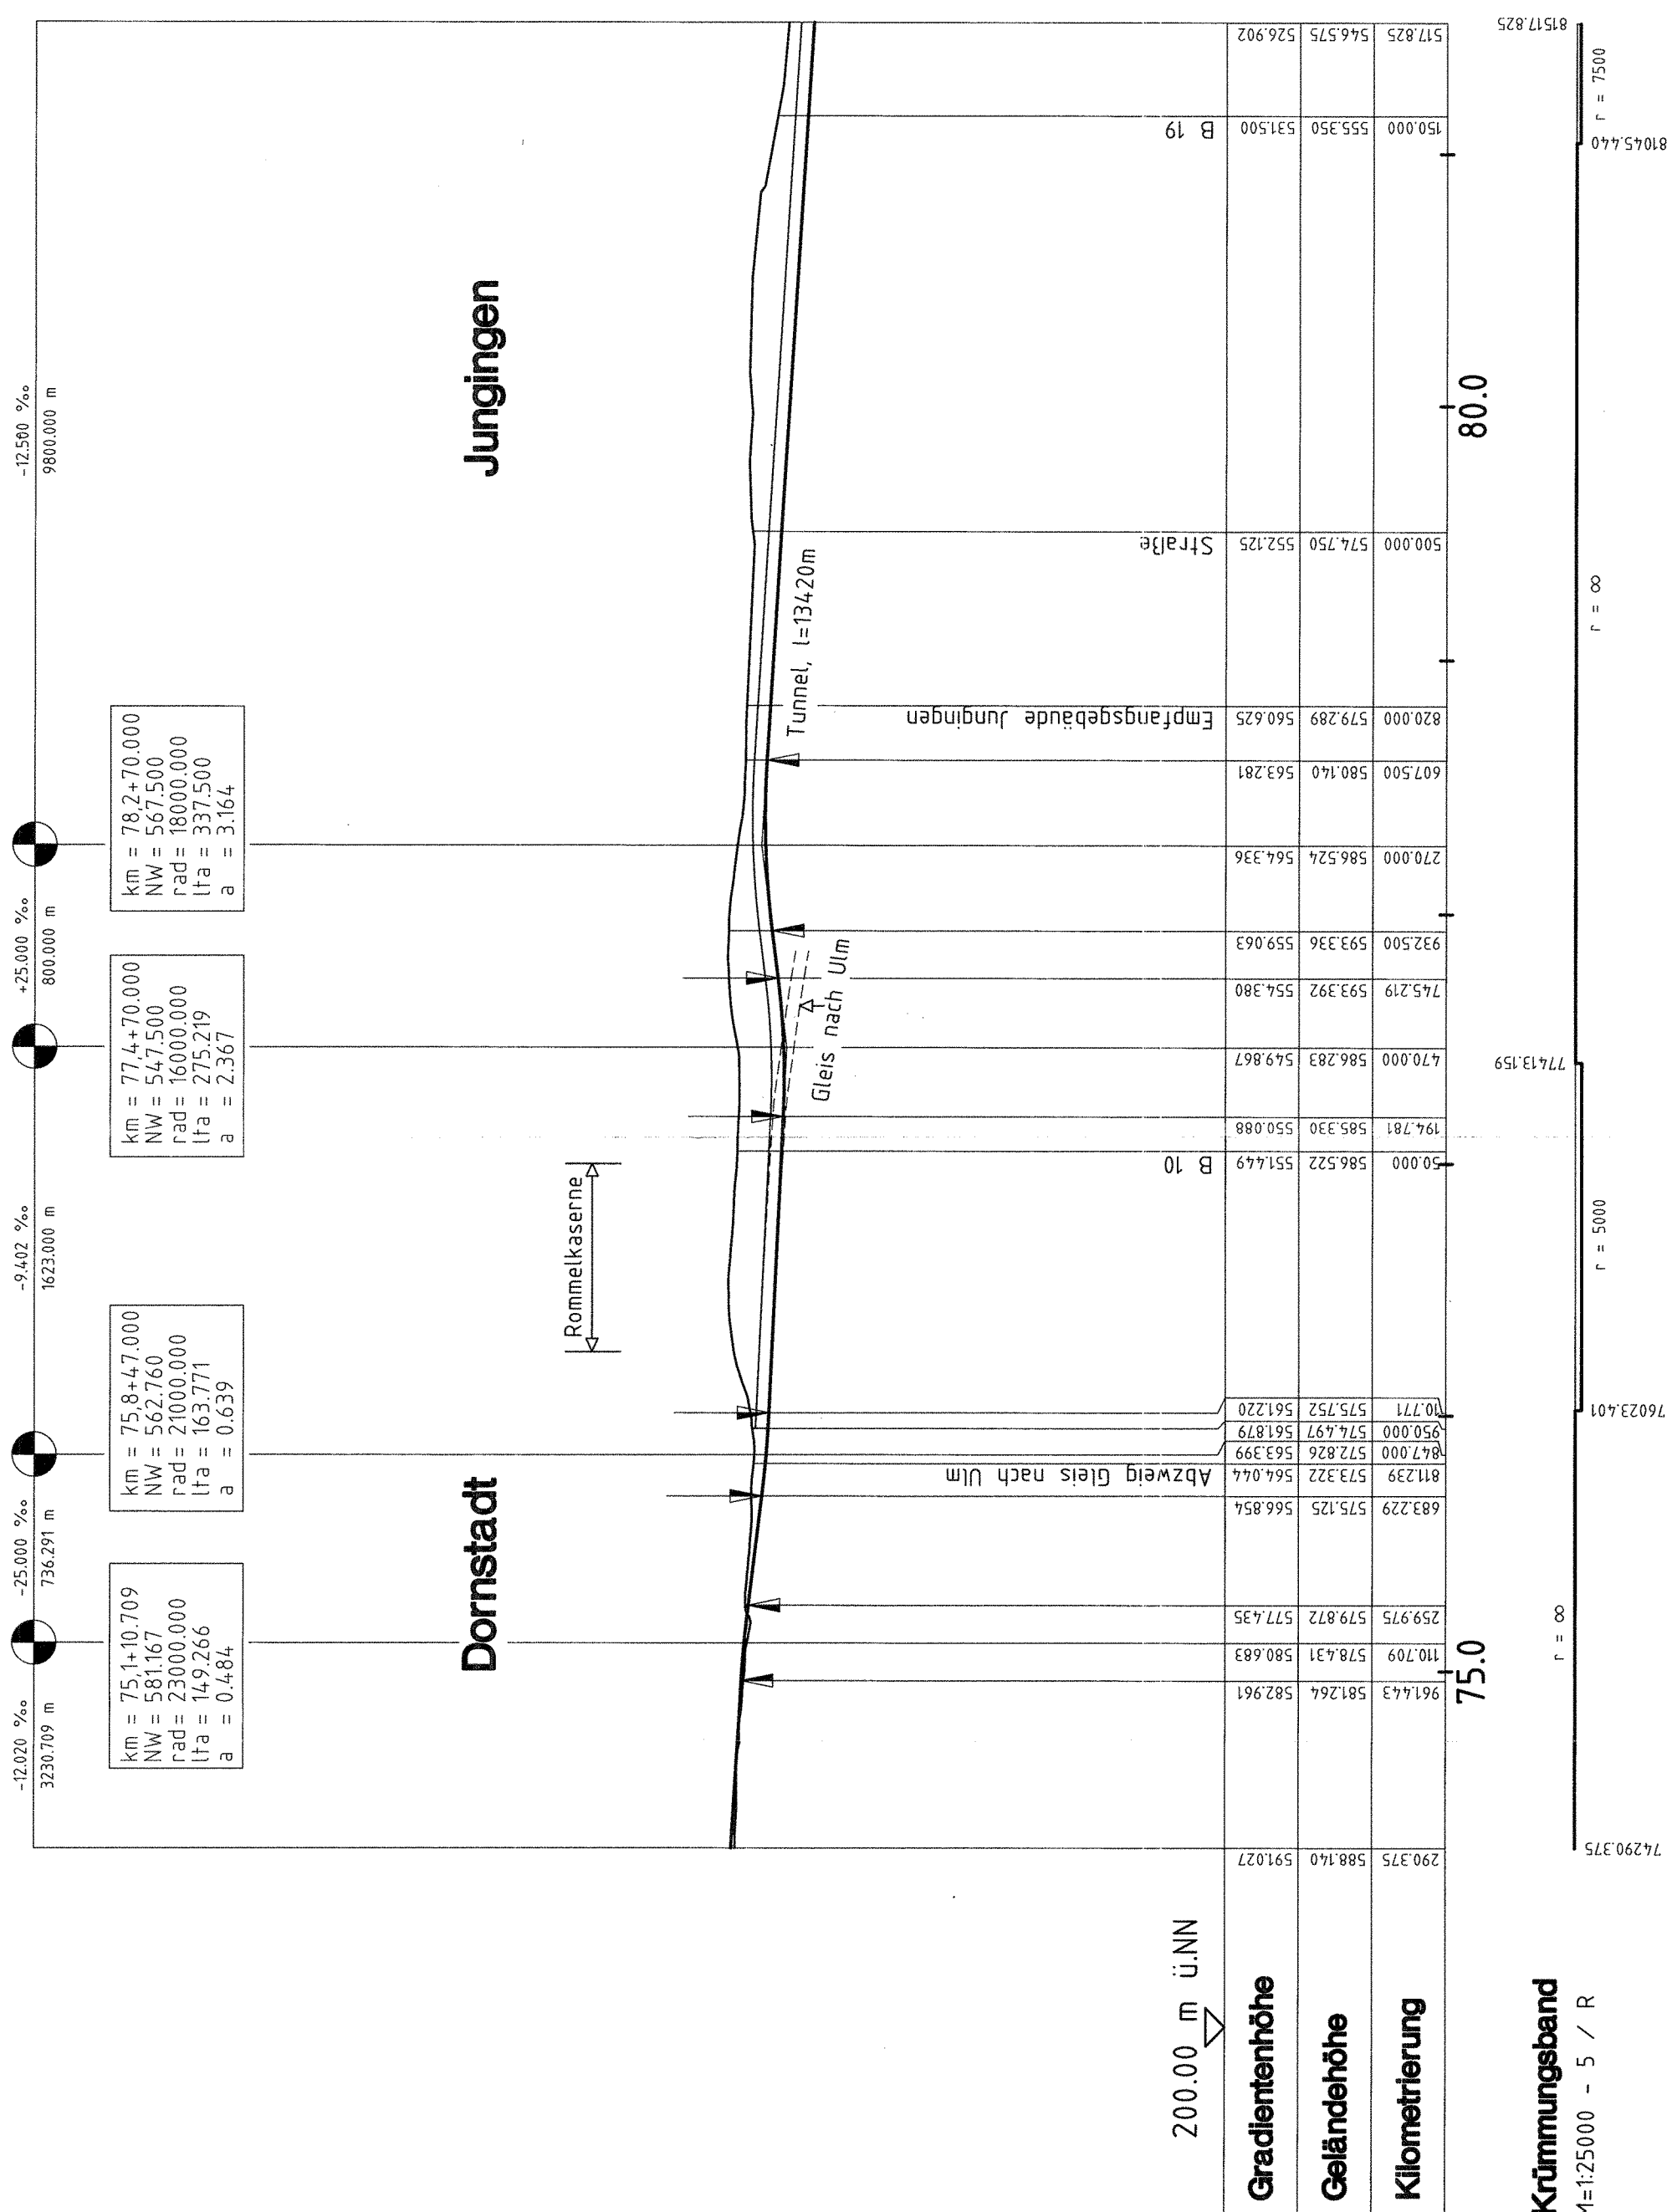 -12.020 ‰
3230.709 m
-25.000 ‰
736.291 m
-9.402 ‰
1623.000 m
+25.000 ‰
800.000 m
-12.500 ‰
9800.000 m
km = 75,1+10.709
NW = 581.167
rad = 23000.000
lta = 149.266
a = 0.484
km = 75,8+47.000
NW = 562.760
rad = 21000.000
lta = 163.771
a = 0.639
km = 77,4+70.000
NW = 547.500
rad = 16000.000
lta = 275.219
a = 2.367
km = 78,2+70.000
NW = 567.500
rad = 18000.000
lta = 337.500
a = 3.164
Dornstadt
Jungingen
Rommelkaserne
Gleis nach Ulm
Tunnel, l=13420m
Abzweig Gleis nach Ulm
B 10
Empfangsgebäude Jungingen
Straße
B 19
200.00 m ü.NN
Gradientenhöhe
591.027
582.961
580.683
577.435
566.854
564.044
563.399
561.879
561.220
551.449
550.088
549.867
554.380
559.063
564.336
563.281
560.625
552.125
531.500
526.902
Geländehöhe
588.140
581.264
578.431
579.872
575.125
573.322
572.826
574.497
575.752
586.522
585.330
586.283
593.392
593.336
586.524
580.140
579.289
574.750
555.350
546.575
Kilometrierung
290.375
961.443
110.709
259.975
683.229
811.239
847.000
950.000
10.771
50.000
194.781
470.000
745.219
932.500
270.000
607.500
820.000
500.000
150.000
517.825
75.0
80.0
Krümmungsband
M=1:25000 - 5 / R
74290.375
r = ∞
76023.401
r = 5000
77413.159
r = ∞
81045.440
r = 7500
81517.825